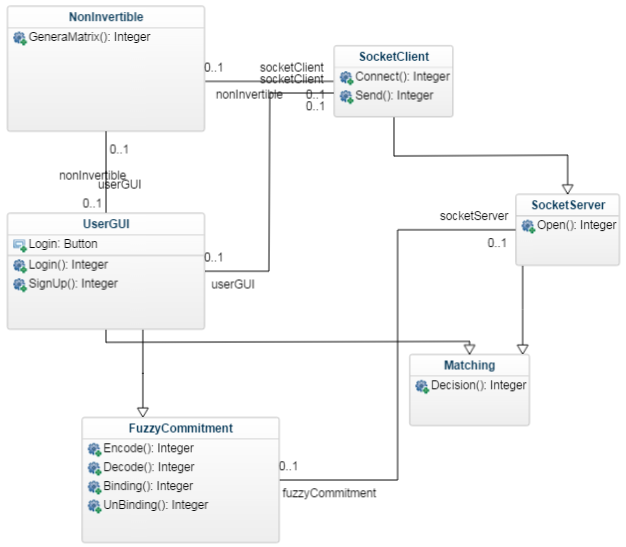 NonInvertible
GeneraMatrix(): Integer
0..1
socketClient
socketClient
nonInvertible
0..1
0..1
SocketClient
Connect(): Integer
Send(): Integer
0..1
nonInvertible
userGUI
0..1
UserGUI
Login: Button
Login(): Integer
SignUp(): Integer
0..1
userGUI
socketServer
0..1
SocketServer
Open(): Integer
Matching
Decision(): Integer
FuzzyCommitment
Encode(): Integer
Decode(): Integer
Binding(): Integer
UnBinding(): Integer
0..1
fuzzyCommitment